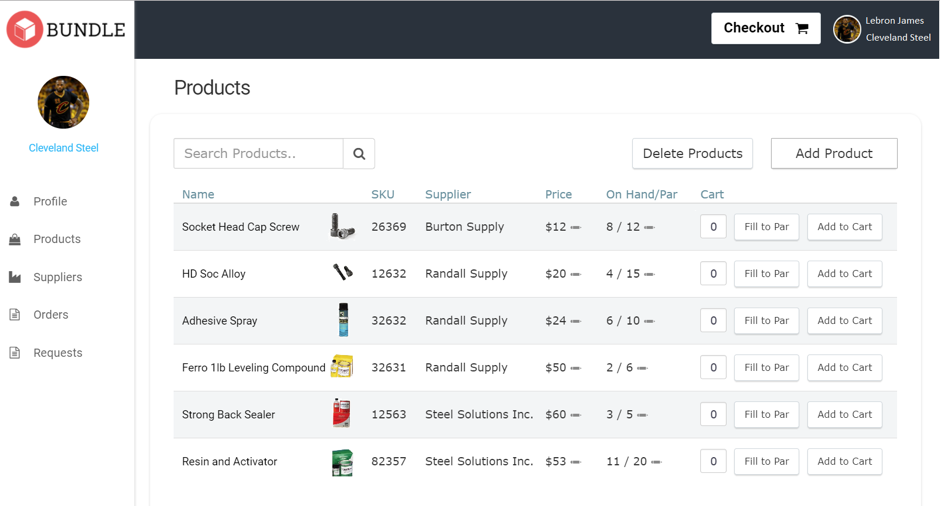 BUNDLE
Checkout
Lebron James
Cleveland Steel
Cleveland Steel
Profile
Products
Suppliers
Orders
Requests
Products
Search Products..
Delete Products
Add Product
Name SKU Supplier Price On Hand/Par Cart
Socket Head Cap Screw 26369 Burton Supply $12 8 / 12 0 Fill to Par Add to Cart
HD Soc Alloy 12632 Randall Supply $20 4 / 15 0 Fill to Par Add to Cart
Adhesive Spray 32632 Randall Supply $24 6 / 10 0 Fill to Par Add to Cart
Ferro 1lb Leveling Compound 32631 Randall Supply $50 2 / 6 0 Fill to Par Add to Cart
Strong Back Sealer 12563 Steel Solutions Inc. $60 3 / 5 0 Fill to Par Add to Cart
Resin and Activator 82357 Steel Solutions Inc. $53 11 / 20 0 Fill to Par Add to Cart